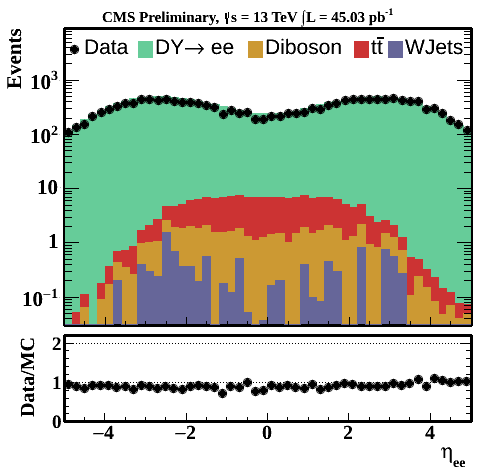 CMS Preliminary, √s = 13 TeV ∫L = 45.03 pb⁻¹
Events
Data DY→ ee Diboson tt̄ WJets
10³
10²
10
1
10⁻¹
Data/MC
2
1
0
−4 −2 0 2 4
ηee